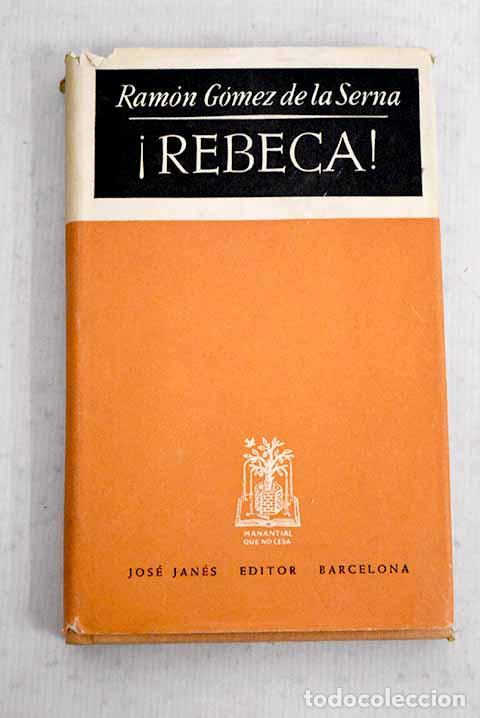 Ramón Gómez de la Serna
¡REBECA!
MANANTIAL
QUE NO CESA
JOSÉ JANÉS EDITOR BARCELONA
todocoleccion